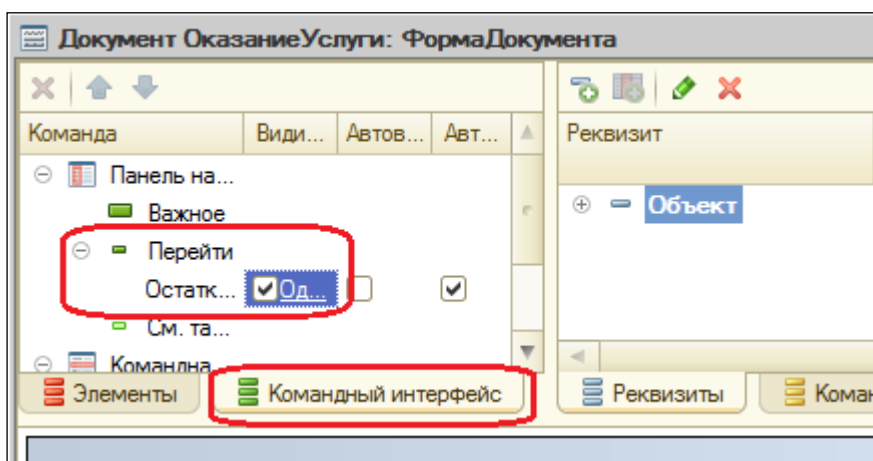 Документ ОказаниеУслуги: ФормаДокумента
Команда Види... Автов... Авт... Реквизит
Панель на...
Важное
Объект
Перейти
Остатк... Од...
См. та...
Командна
Элементы Командный интерфейс Реквизиты Коман